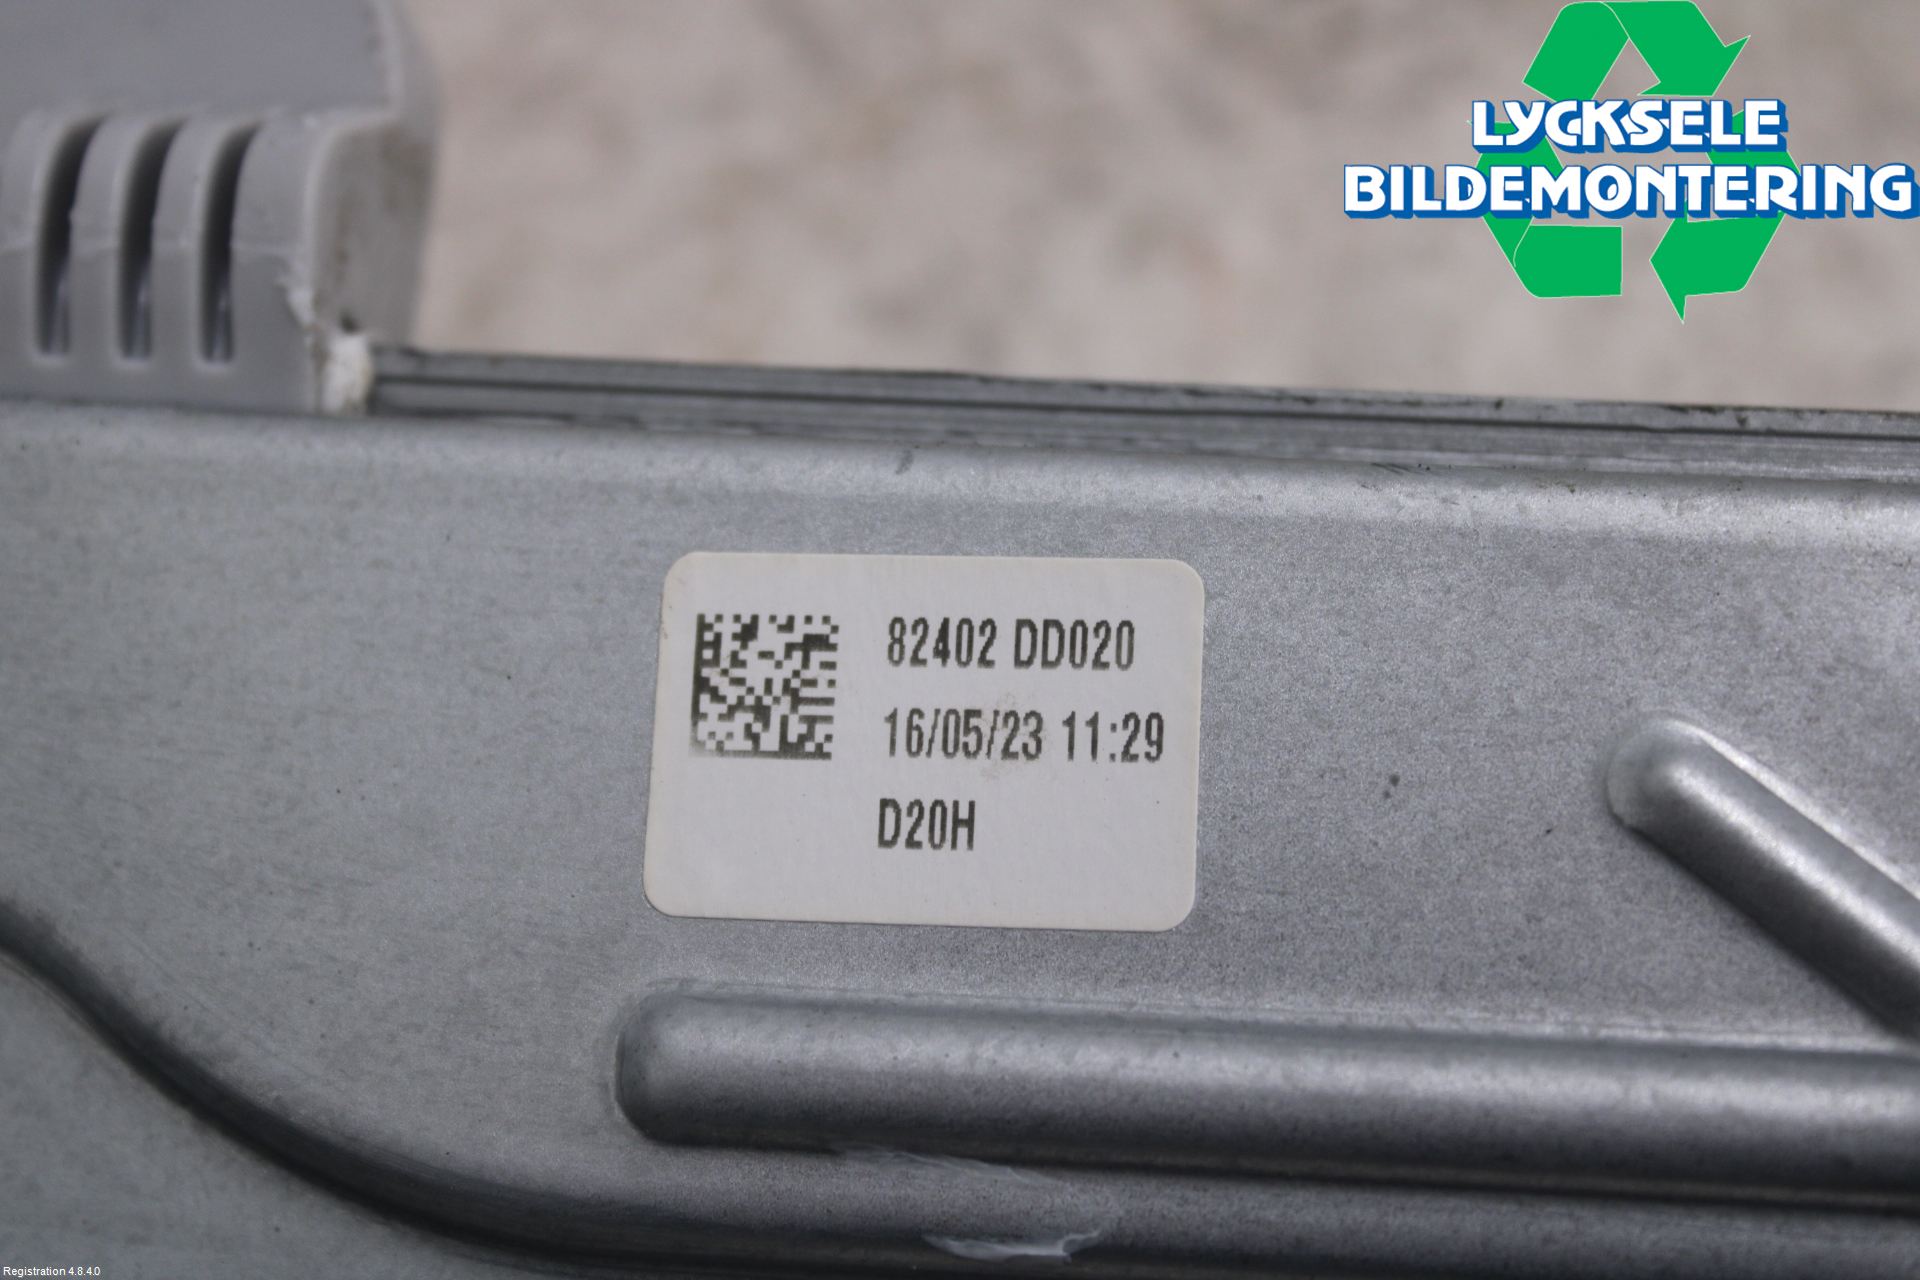 LYCKSELE
BILDEMONTERING
82402 DD020
16/05/23 11:29
D20H
Registration 4.8.4.0